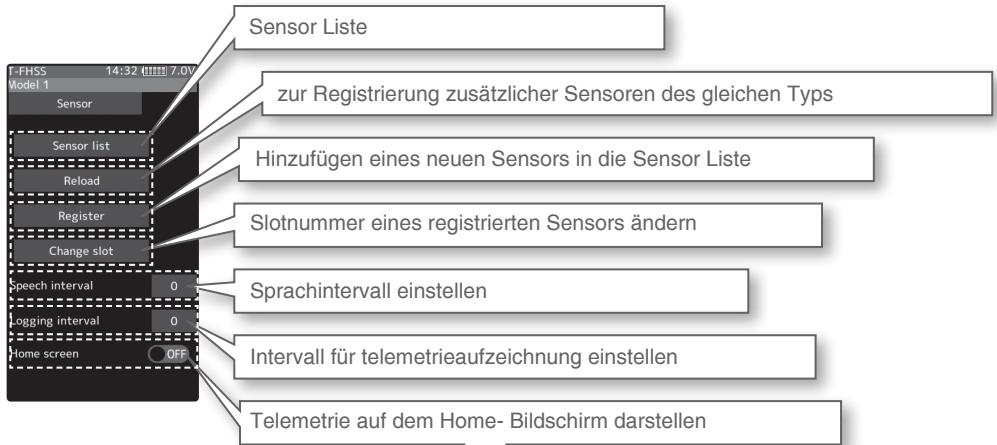 Sensor Liste
T-FHSS 14:32 7.0V
Model 1
Sensor
zur Registrierung zusätzlicher Sensoren des gleichen Typs
Sensor list
Hinzufügen eines neuen Sensors in die Sensor Liste
Reload
Register
Slotnummer eines registrierten Sensors ändern
Change slot
Speech interval 0
Sprachintervall einstellen
Logging interval 0
Intervall für telemetrieaufzeichnung einstellen
Home screen OFF
Telemetrie auf dem Home- Bildschirm darstellen